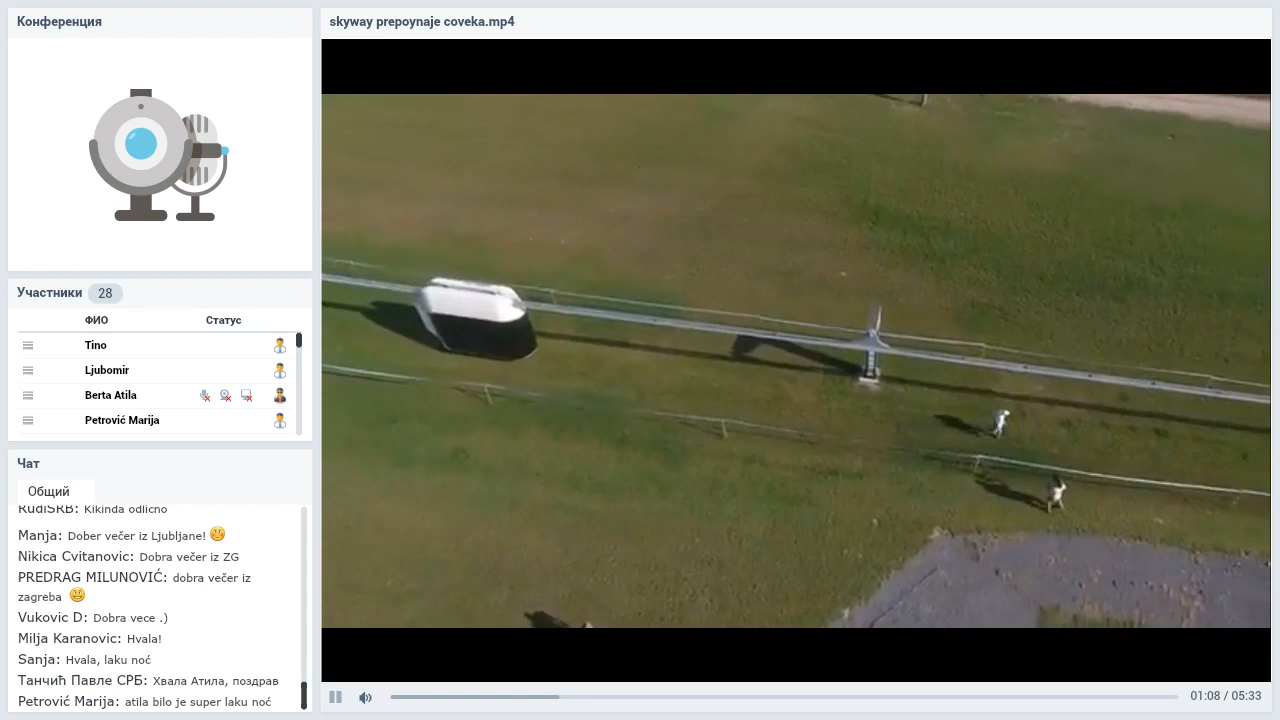 Конференция
skyway prepoynaje coveka.mp4
Участники 28
ФИО Статус
Tino
Ljubomir
Berta Atila
Petrović Marija
Чат
Общий
RudiSRB: Kikinda odlicno
Manja: Dober večer iz Ljubljane!
Nikica Cvitanovic: Dobra večer iz ZG
PREDRAG MILUNOVIĆ: dobra večer iz
zagreba
Vukovic D: Dobra vece .)
Milja Karanovic: Hvala!
Sanja: Hvala, laku noć
Танчић Павле СРБ: Хвала Атила, поздрав
Petrović Marija: atila bilo je super laku noć
01:08 / 05:33